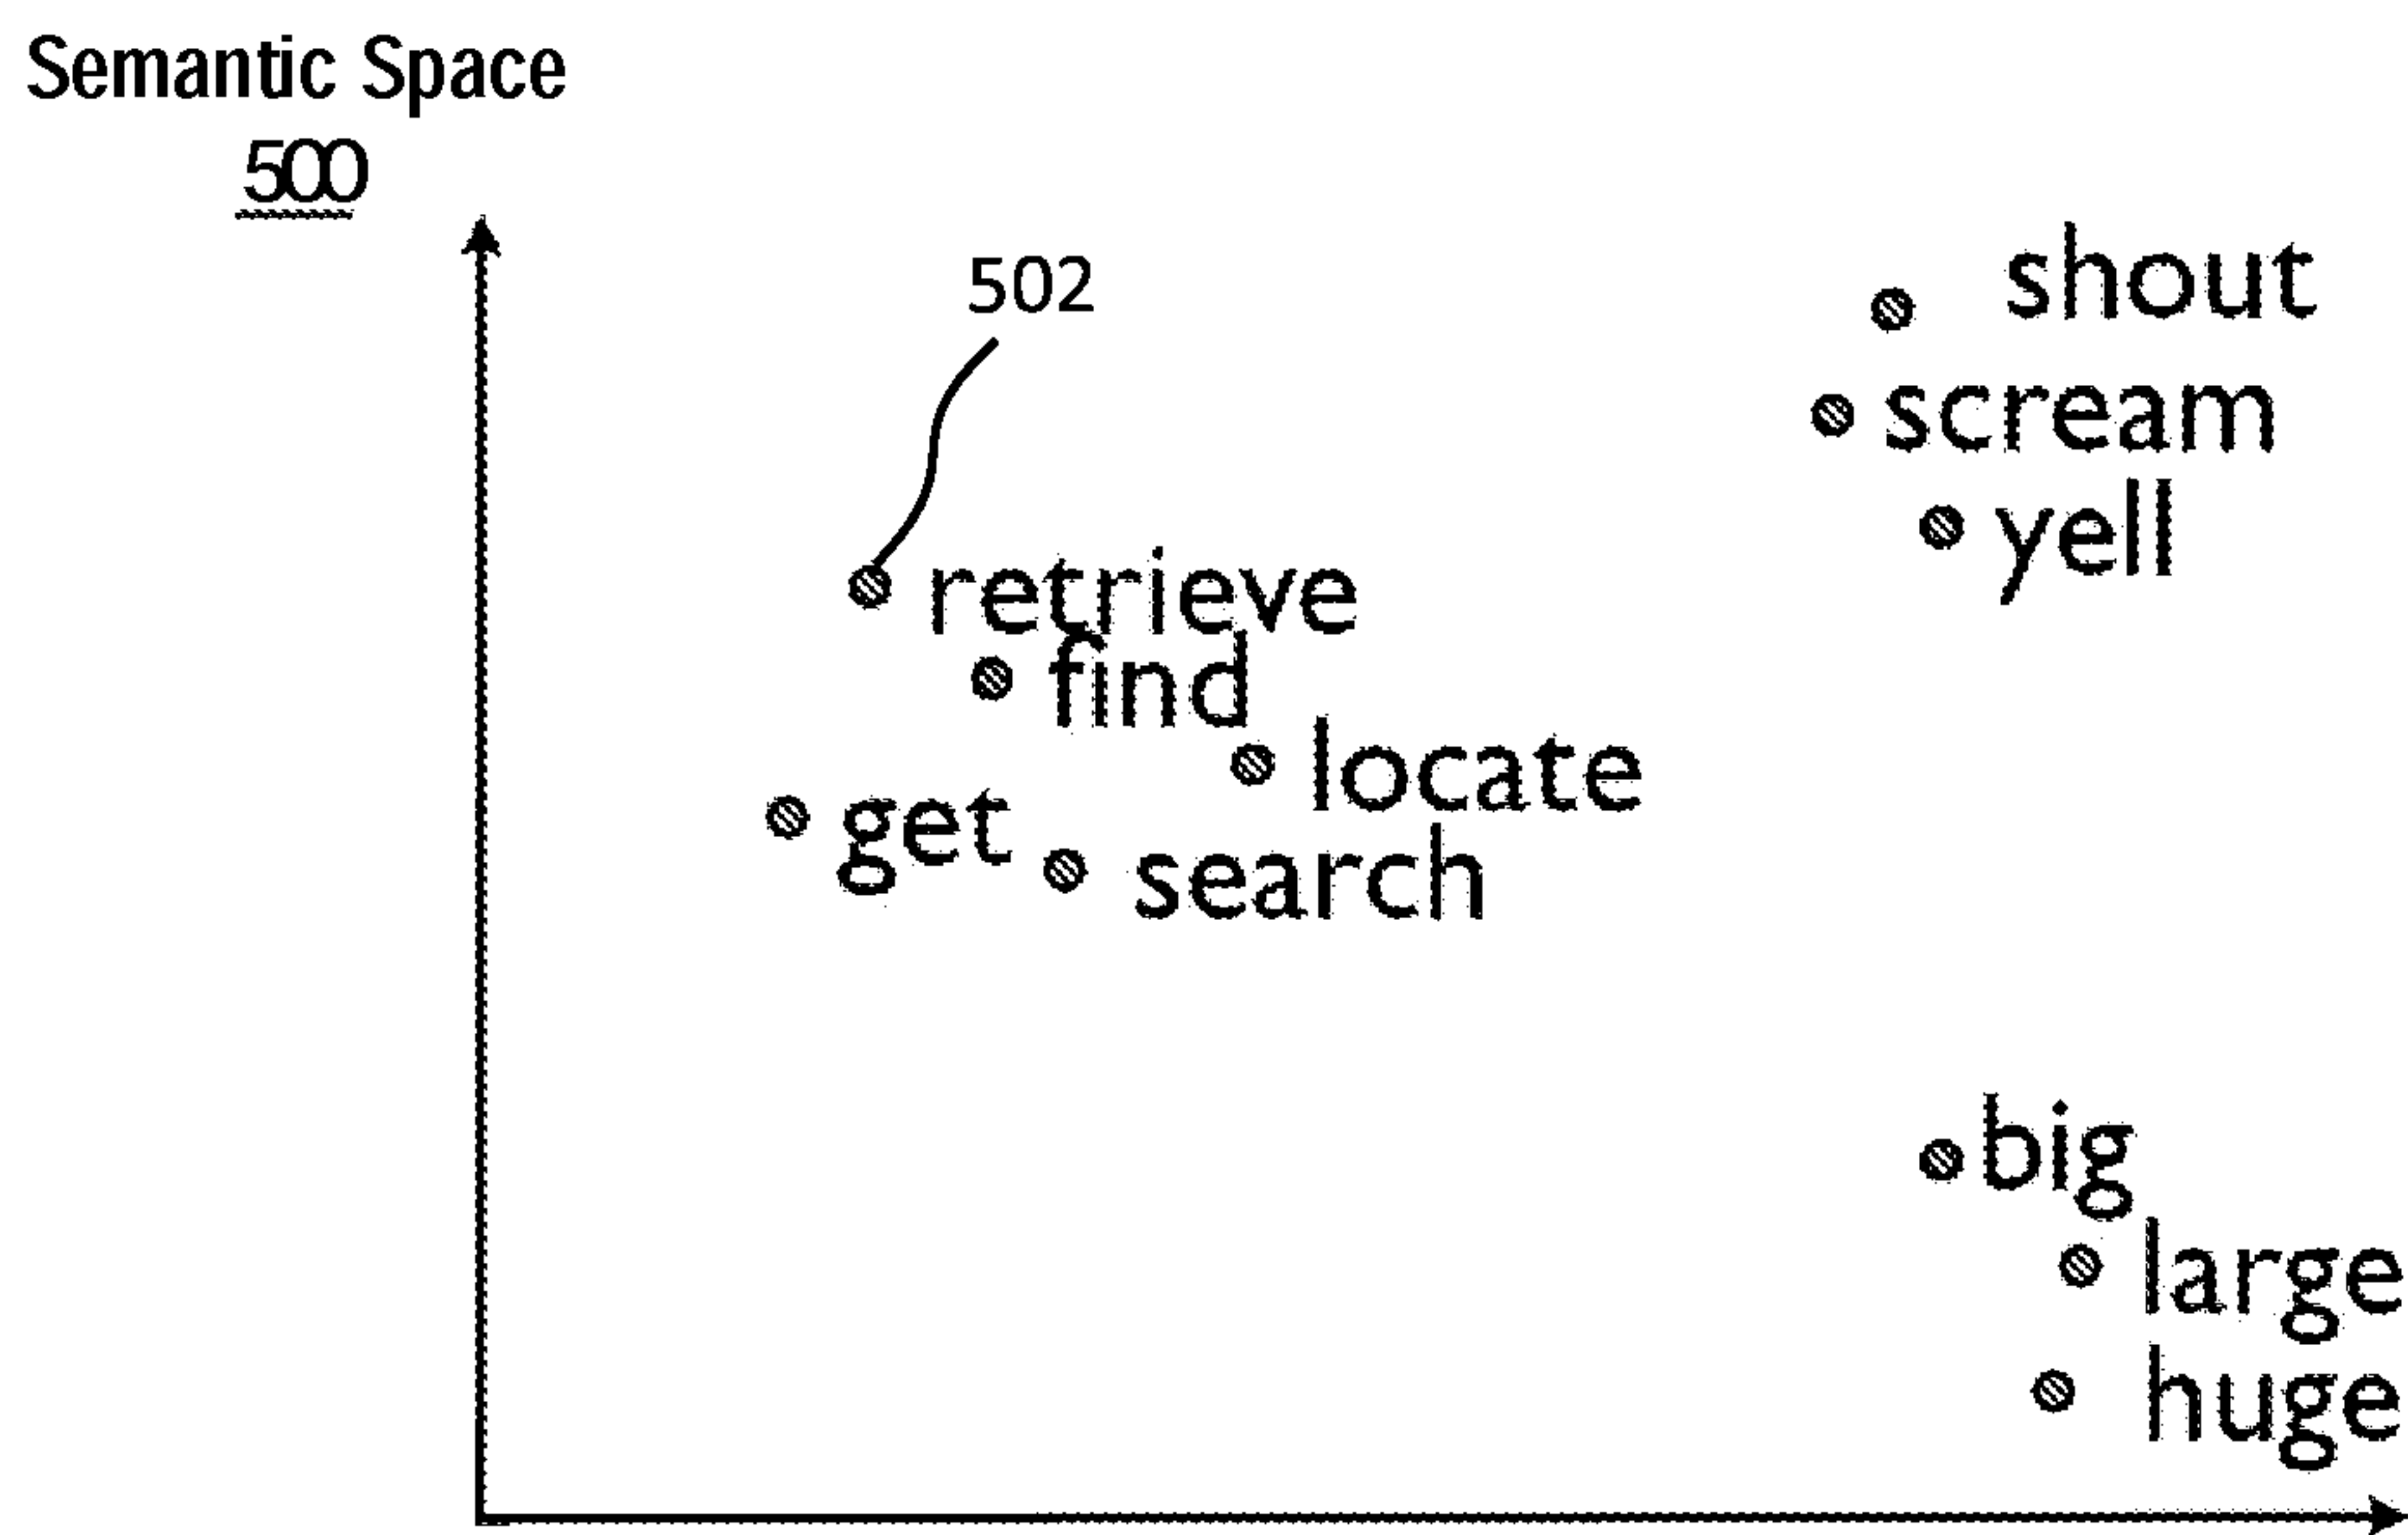 Semantic Space
500
502
shout
scream
yell
retrieve
find
locate
get
search
big
large
huge